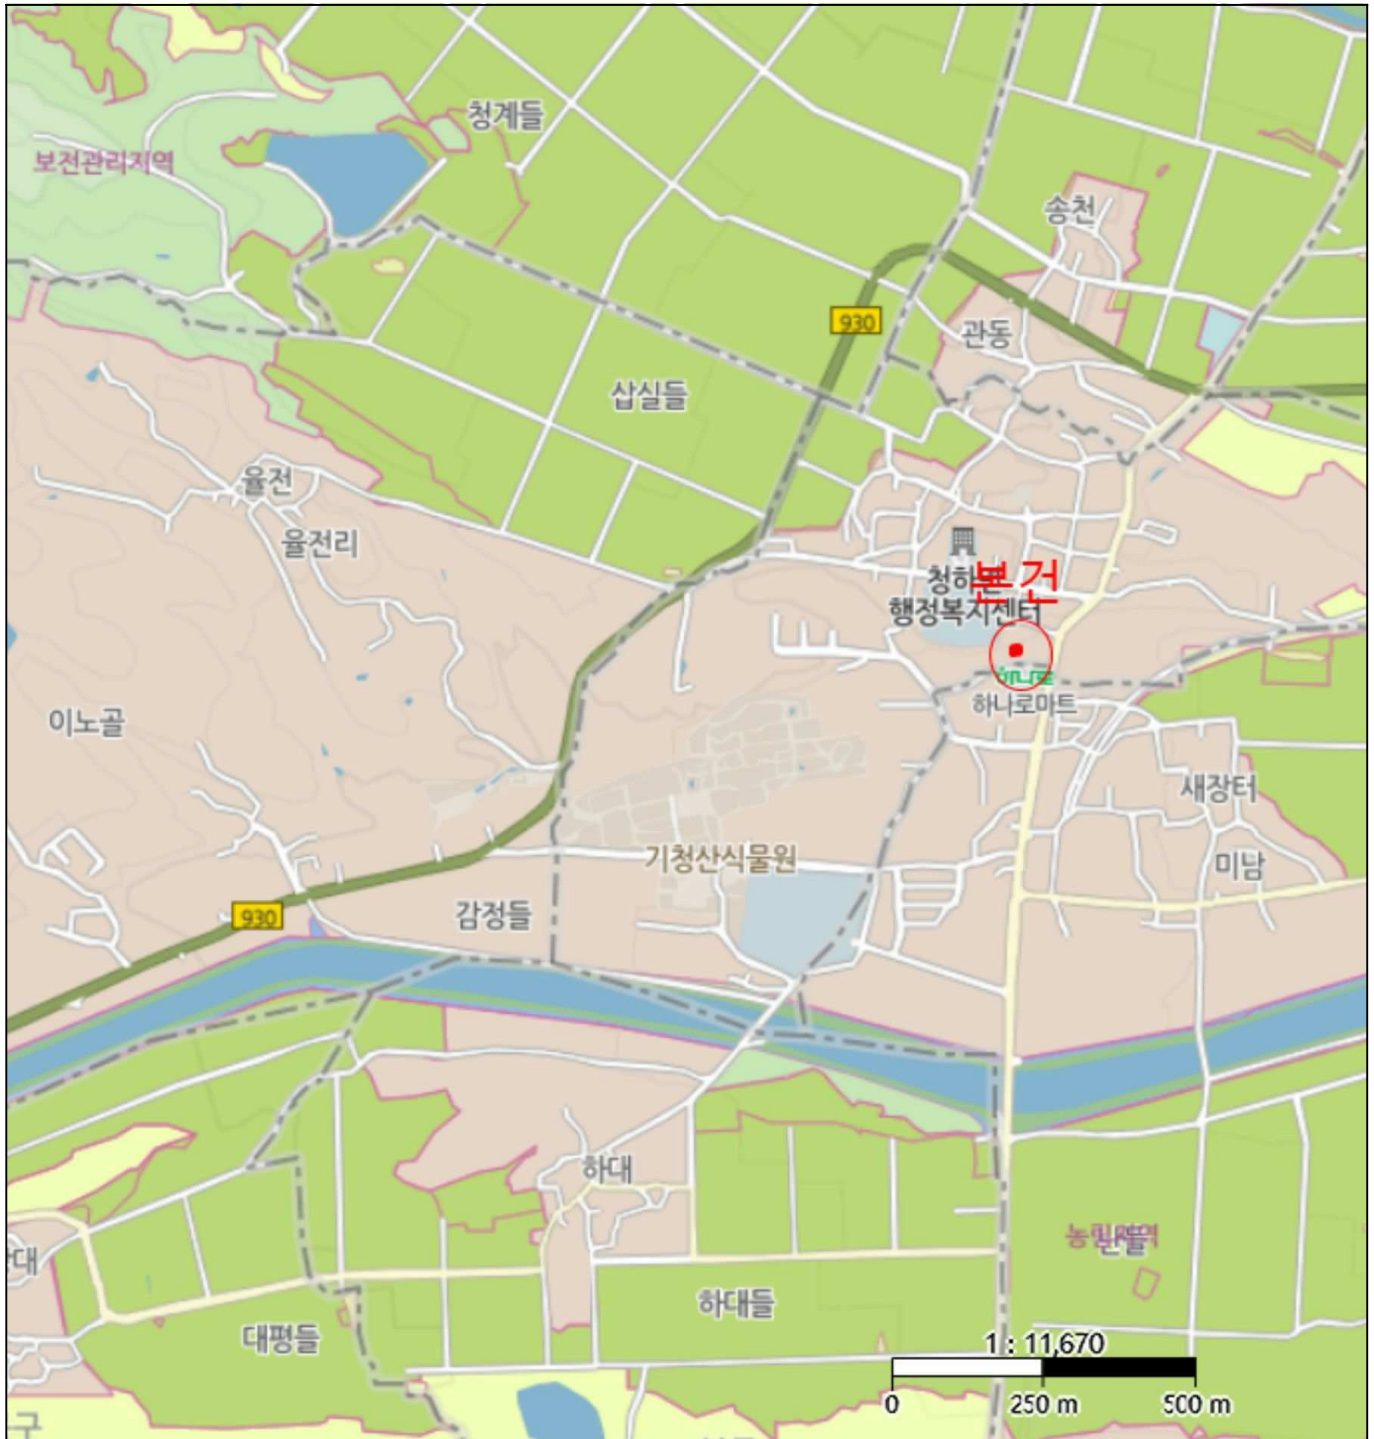 청계들
보전관리지역
송천
930
관동
삽실들
율전
율전리
본건
행정복지센터
하나로
하나로마트
이노골
새장터
기청산식물원
미남
930
감정들
하대
농림지역
하대들
대평들
1 : 11,670
0 250 m 500 m